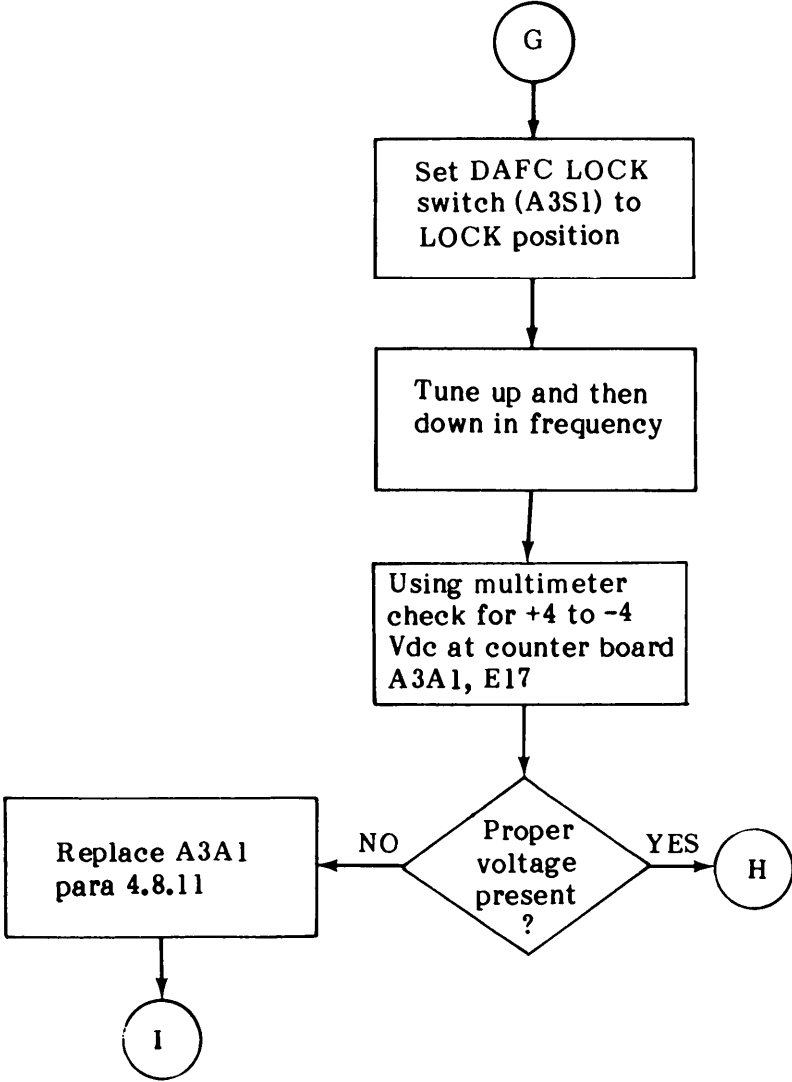 G
Set DAFC LOCK
switch (A3S1) to
LOCK position
Tune up and then
down in frequency
Using multimeter
check for +4 to -4
Vdc at counter board
A3A1, E17
Proper
voltage
present
?
NO
YES
Replace A3A1
para 4.8.11
H
I